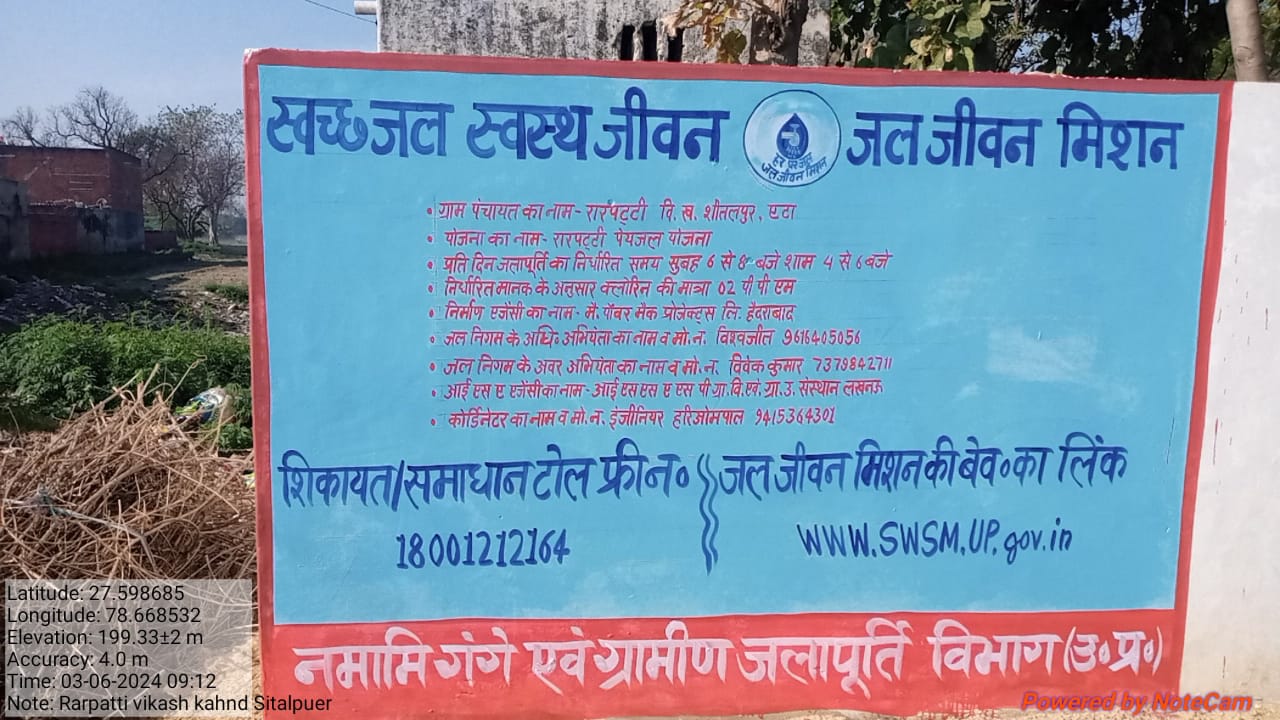 स्वच्छ जल स्वस्थ जीवन जल जीवन मिशन
हर घर जल
जल जीवन मिशन
• ग्राम पंचायत का नाम- रारपट्टी वि. ख. शीतलपुर, एटा
• योजना का नाम- रारपट्टी पेयजल योजना
• प्रति दिन जलापूर्ति का निर्धारित समय सुबह 6 से 8 बजे शाम 4 से 6 बजे
• निर्धारित मानक के अनुसार क्लोरिन की मात्रा 02 पी पी एम
• निर्माण एजेंसी का नाम- मै. पॉवर मैक प्रोजेक्ट्स लि. हैदराबाद
• जल निगम के अधि॰ अभियंता का नाम व मो. न. विश्वजीत 9616405056
• जल निगम के अवर अभियंता का नाम व मो. न. विवेक कुमार 7379842711
• आई एस ए एजेंसी का नाम- आई एस एस ए एस पी ग्रा. वि. एवं. ग्रा. उ. संस्थान लखनऊ
• कोर्डिनेटर का नाम व मो. न. इंजीनियर हरिओमपाल 9415364301
शिकायत/समाधान टोल फ्री न॰ जल जीवन मिशन की बेव॰ का लिंक
18001212164 WWW.SWSM.UP.gov.in
नमामि गंगे एवं ग्रामीण जलापूर्ति विभाग (उ॰प्र॰)
Latitude: 27.598685
Longitude: 78.668532
Elevation: 199.33±2 m
Accuracy: 4.0 m
Time: 03-06-2024 09:12
Note: Rarpatti vikash kahnd Sitalpuer
Powered by NoteCam